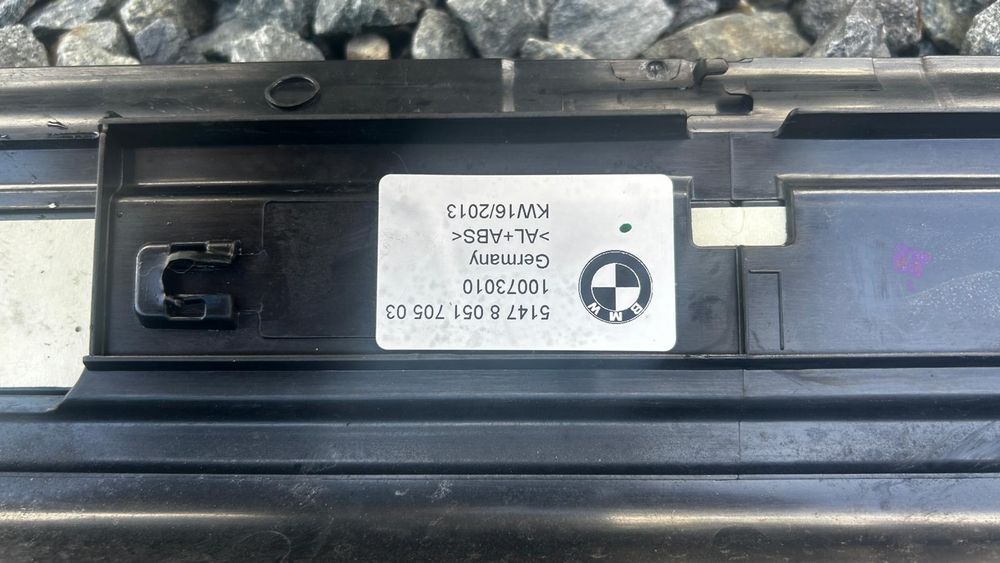 BMW
5147 8 051 705 03
10073010
Germany
>AL+ABS<
KW16/2013